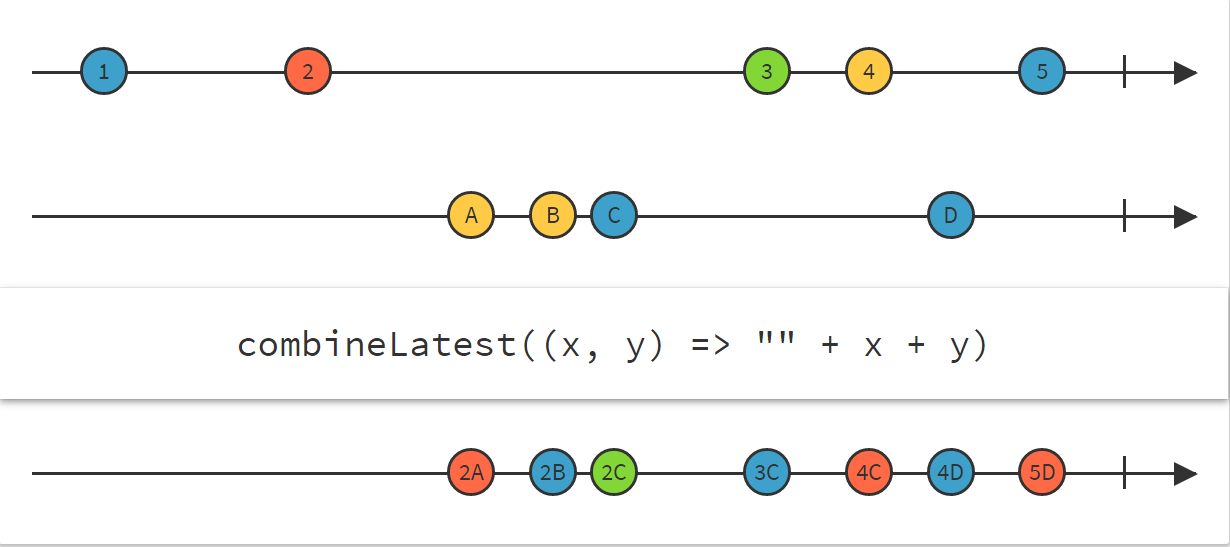 1 2 3 4 5
A B C D
combineLatest((x, y) => "" + x + y)
2A 2B 2C 3C 4C 4D 5D